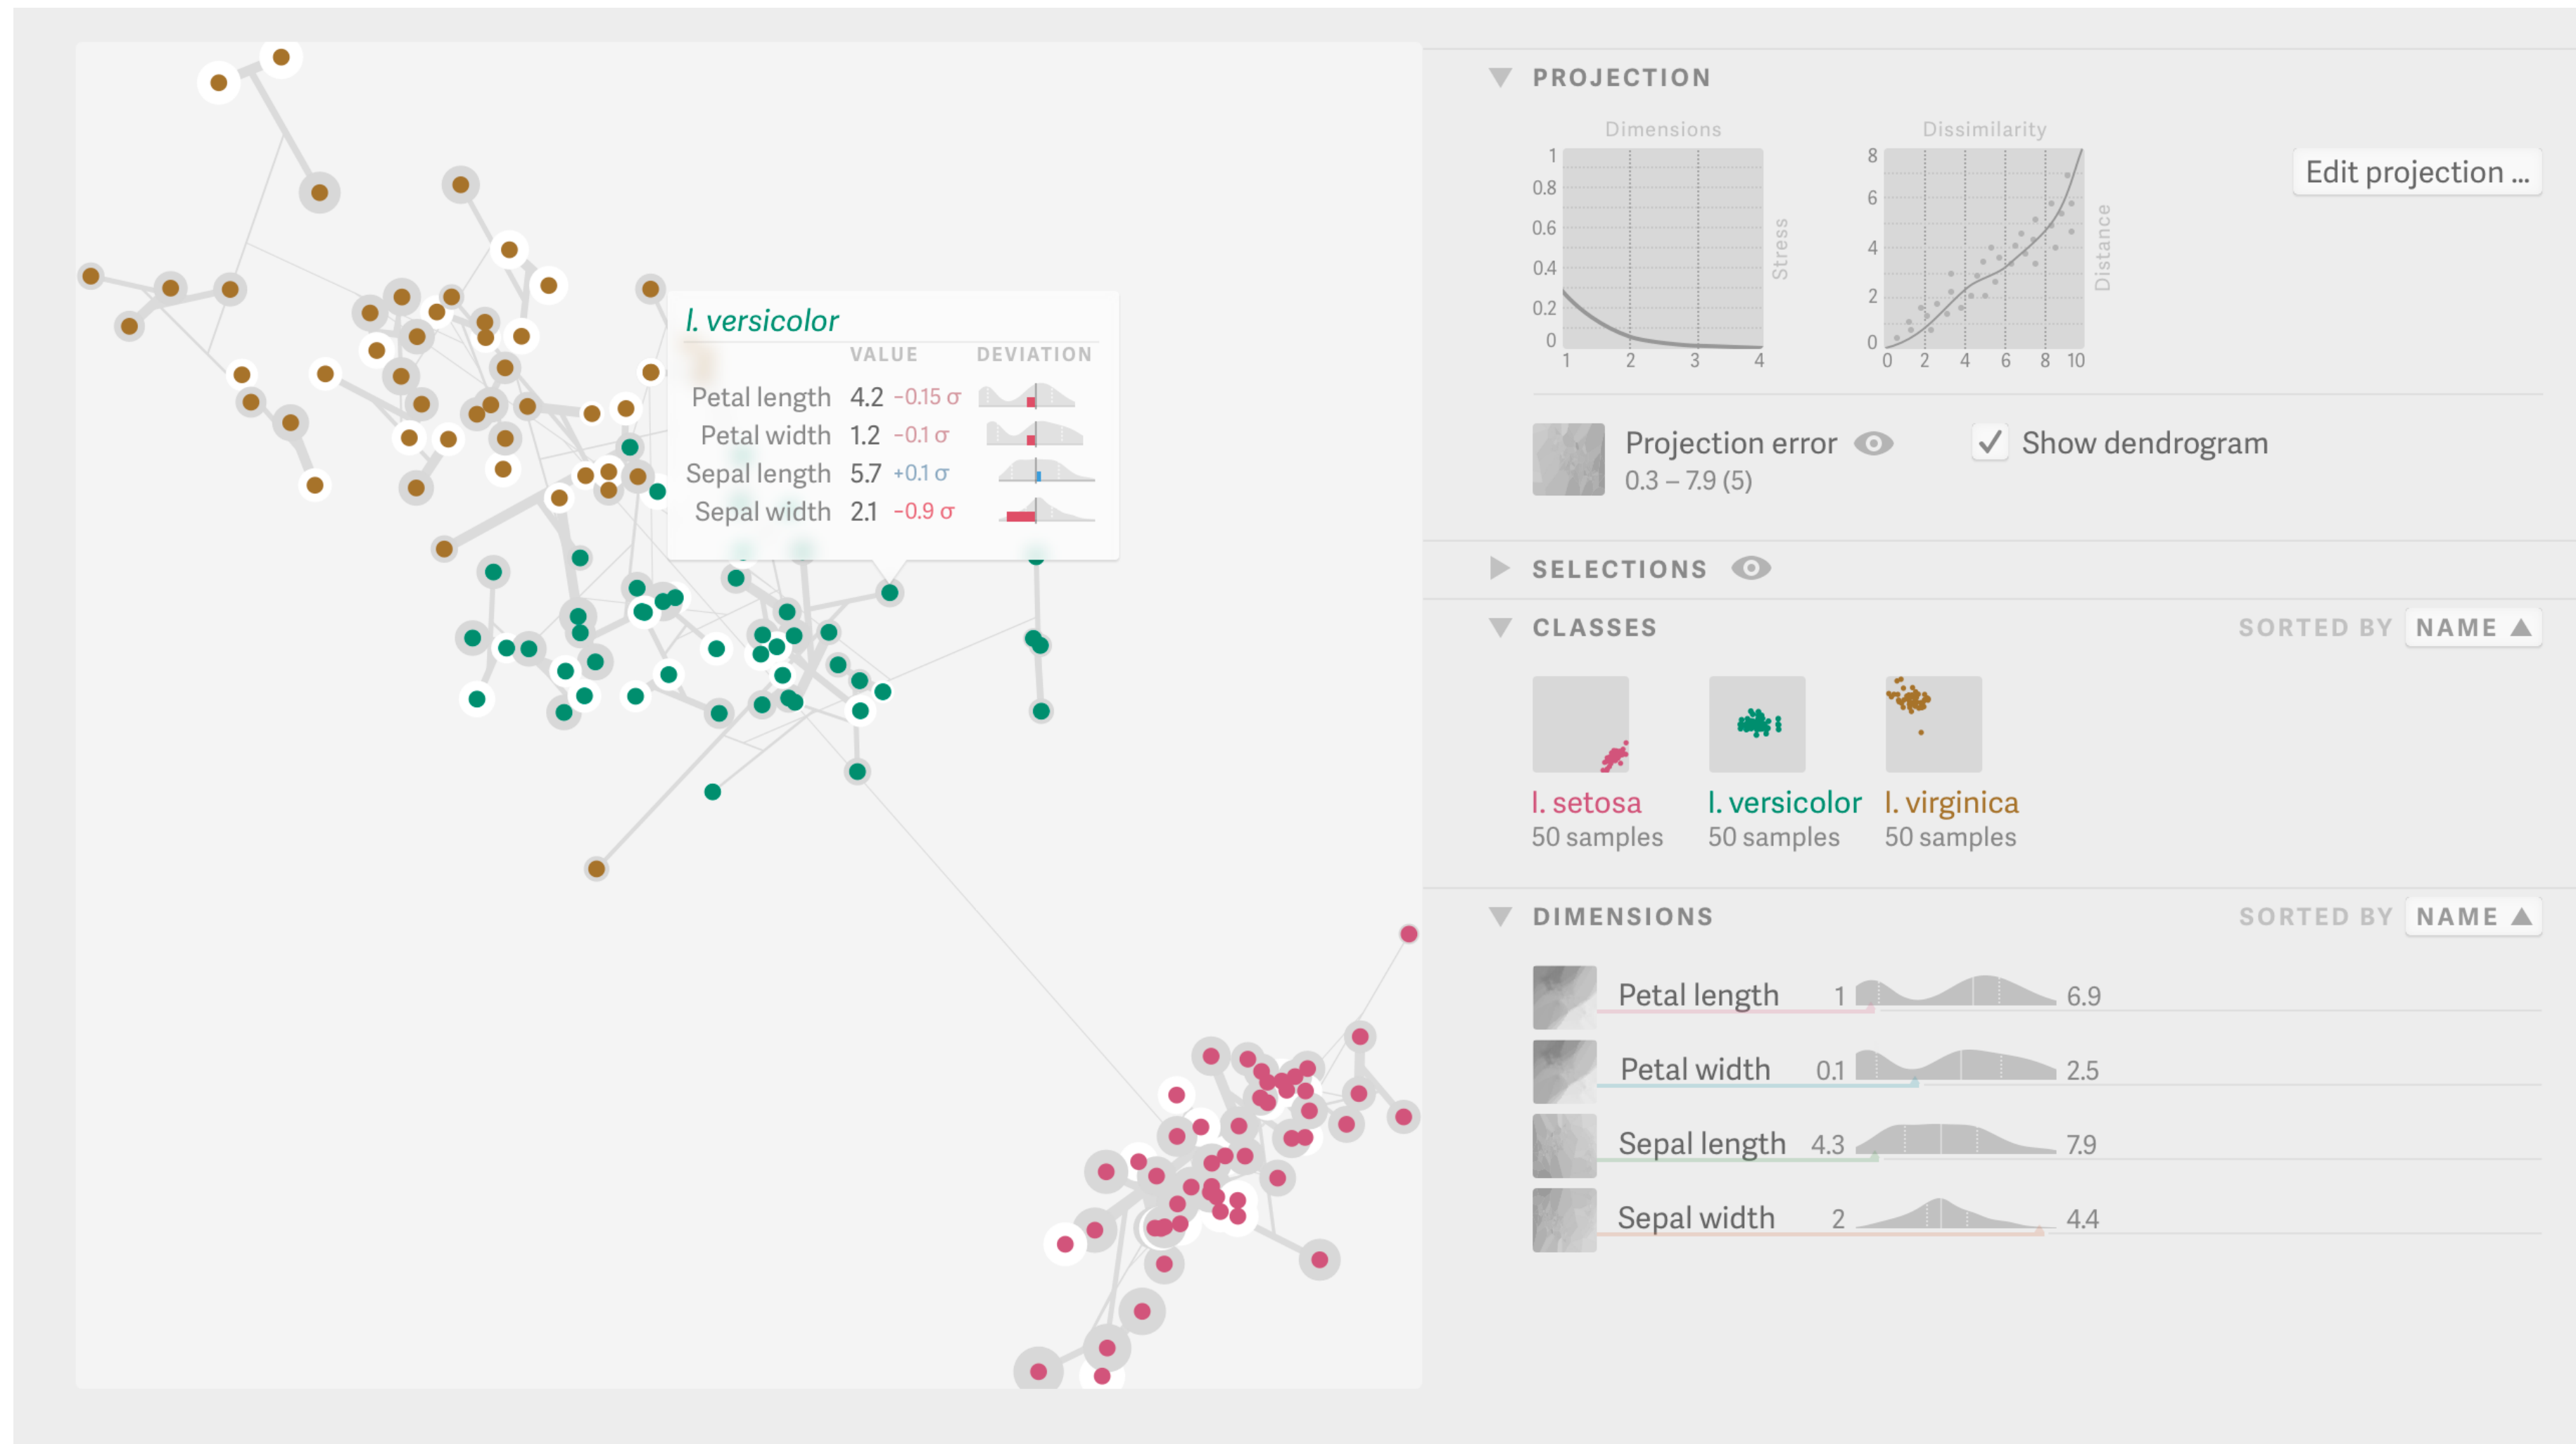 I. versicolor
VALUE DEVIATION
Petal length 4.2 −0.15 σ
Petal width 1.2 −0.1 σ
Sepal length 5.7 +0.1 σ
Sepal width 2.1 −0.9 σ
PROJECTION
Dimensions
1
0.8
0.6
0.4
0.2
0
1 2 3 4
Stress
Dissimilarity
8
6
4
2
0
0 2 4 6 8 10
Distance
Edit projection ...
Projection error
0.3 – 7.9 (5)
Show dendrogram
SELECTIONS
CLASSES
SORTED BY NAME
I. setosa I. versicolor I. virginica
50 samples 50 samples 50 samples
DIMENSIONS
SORTED BY NAME
Petal length 1 6.9
Petal width 0.1 2.5
Sepal length 4.3 7.9
Sepal width 2 4.4